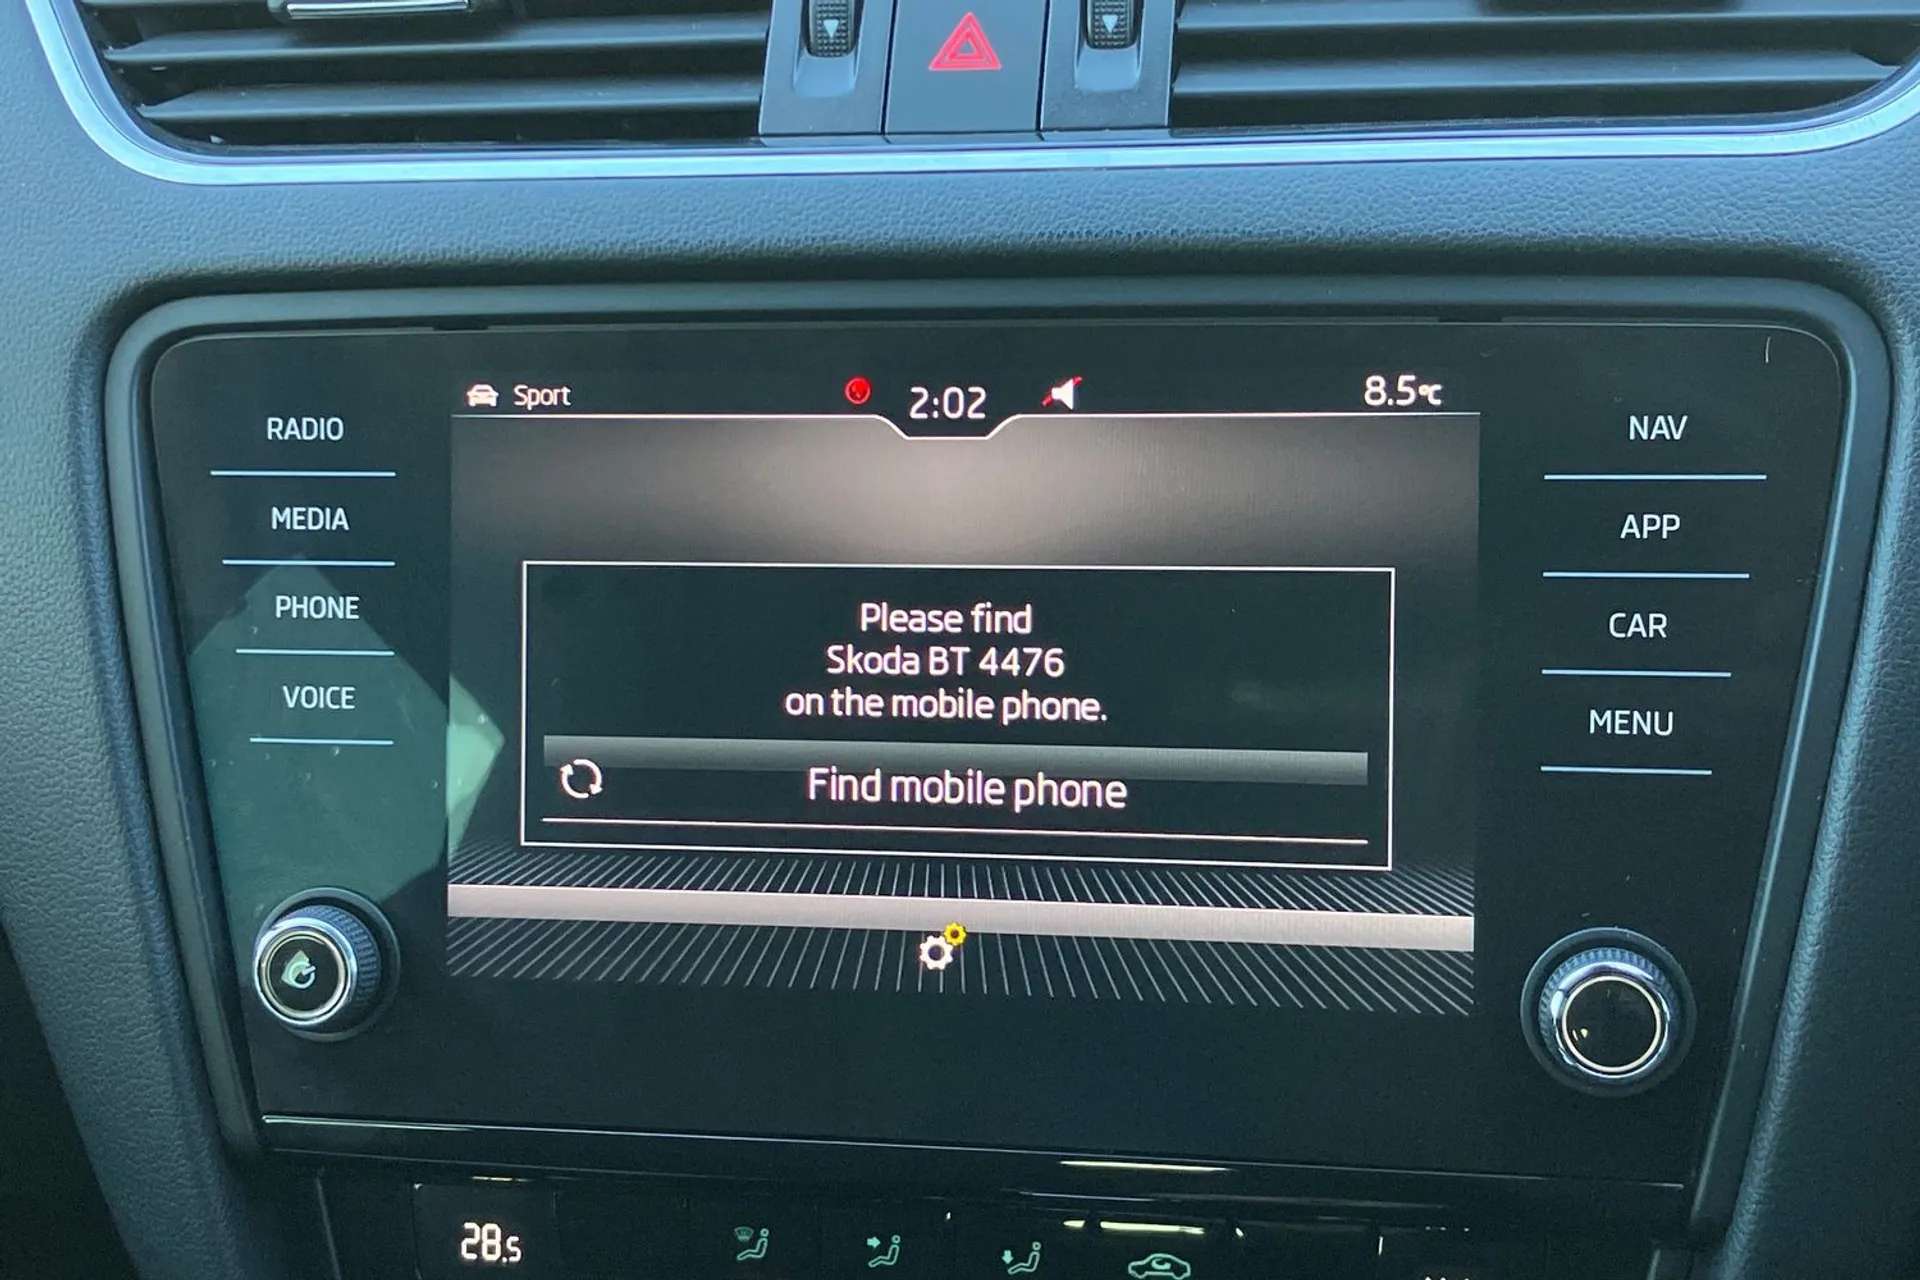 Sport
2:02
8.5°C
RADIO
MEDIA
PHONE
VOICE
Please find
Skoda BT 4476
on the mobile phone.
Find mobile phone
NAV
APP
CAR
MENU
28.5